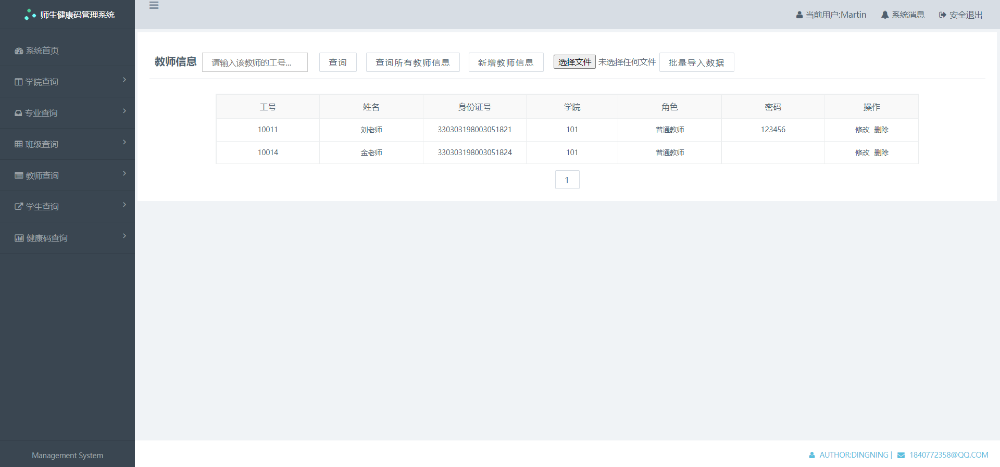 师生健康码管理系统
当前用户:Martin 系统消息 安全退出
系统首页
学院查询
专业查询
班级查询
教师查询
学生查询
健康码查询
Management System
教师信息 请输入该教师的工号... 查询 查询所有教师信息 新增教师信息 选择文件 未选择任何文件 批量导入数据
工号 姓名 身份证号 学院 角色 密码 操作
10011 刘老师 330303198003051821 101 普通教师 123456 修改 删除
10014 金老师 330303198003051824 101 普通教师 修改 删除
1
AUTHOR:DINGNING | 1840772358@QQ.COM